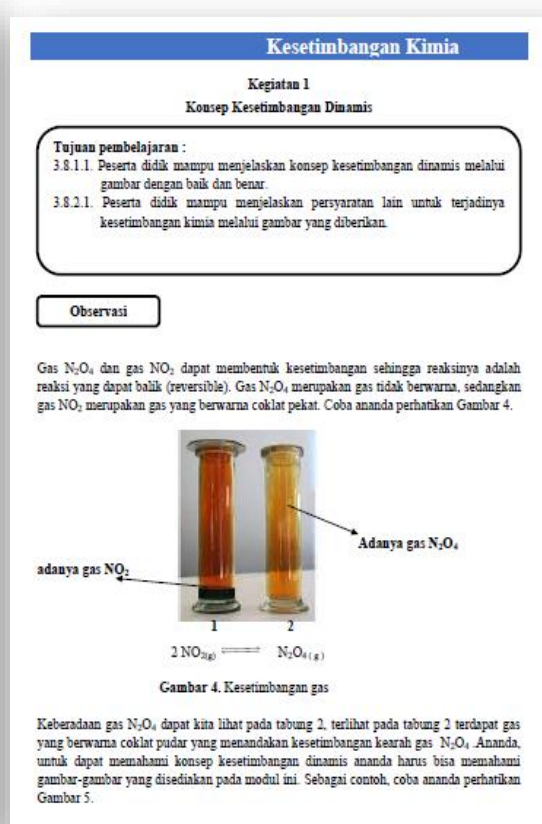 Kesetimbangan Kimia
Kegiatan 1
Konsep Kesetimbangan Dinamis
Tujuan pembelajaran :
3.8.1.1. Peserta didik mampu menjelaskan konsep kesetimbangan dinamis melalui
gambar dengan baik dan benar.
3.8.2.1. Peserta didik mampu menjelaskan persyaratan lain untuk terjadinya
kesetimbangan kimia melalui gambar yang diberikan.
Observasi
Gas N₂O₄ dan gas NO₂ dapat membentuk kesetimbangan sehingga reaksinya adalah
reaksi yang dapat balik (reversible). Gas N₂O₄ merupakan gas tidak berwarna, sedangkan
gas NO₂ merupakan gas yang berwarna coklat pekat. Coba ananda perhatikan Gambar 4.
Adanya gas N₂O₄
adanya gas NO₂
1 2
2 NO₂(g) ⇌ N₂O₄(g)
Gambar 4. Kesetimbangan gas
Keberadaan gas N₂O₄ dapat kita lihat pada tabung 2, terlihat pada tabung 2 terdapat gas
yang berwarna coklat pudar yang menandakan kesetimbangan kearah gas N₂O₄ .Ananda,
untuk dapat memahami konsep kesetimbangan dinamis ananda harus bisa memahami
gambar-gambar yang disediakan pada modul ini. Sebagai contoh, coba ananda perhatikan
Gambar 5.